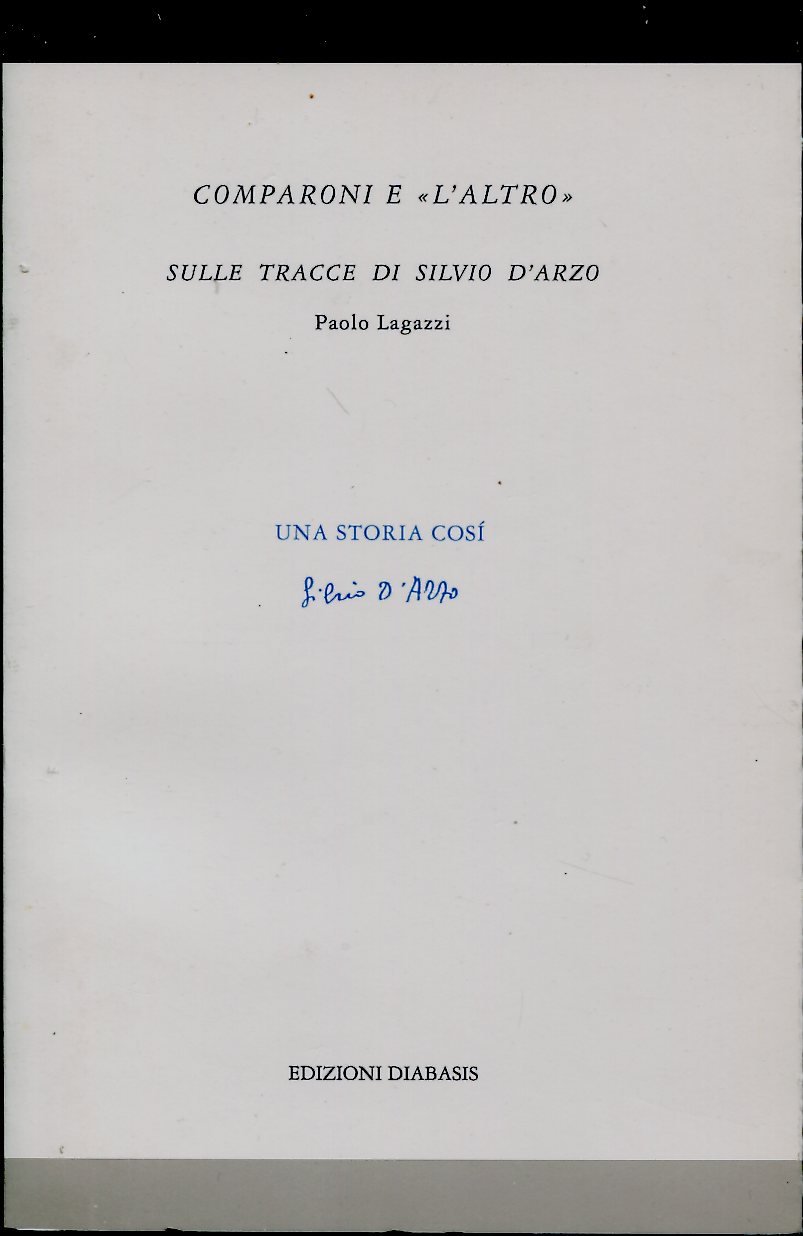 COMPARONI E «L'ALTRO»
SULLE TRACCE DI SILVIO D'ARZO
Paolo Lagazzi
UNA STORIA COSÍ
Silvio D'Arzo
EDIZIONI DIABASIS